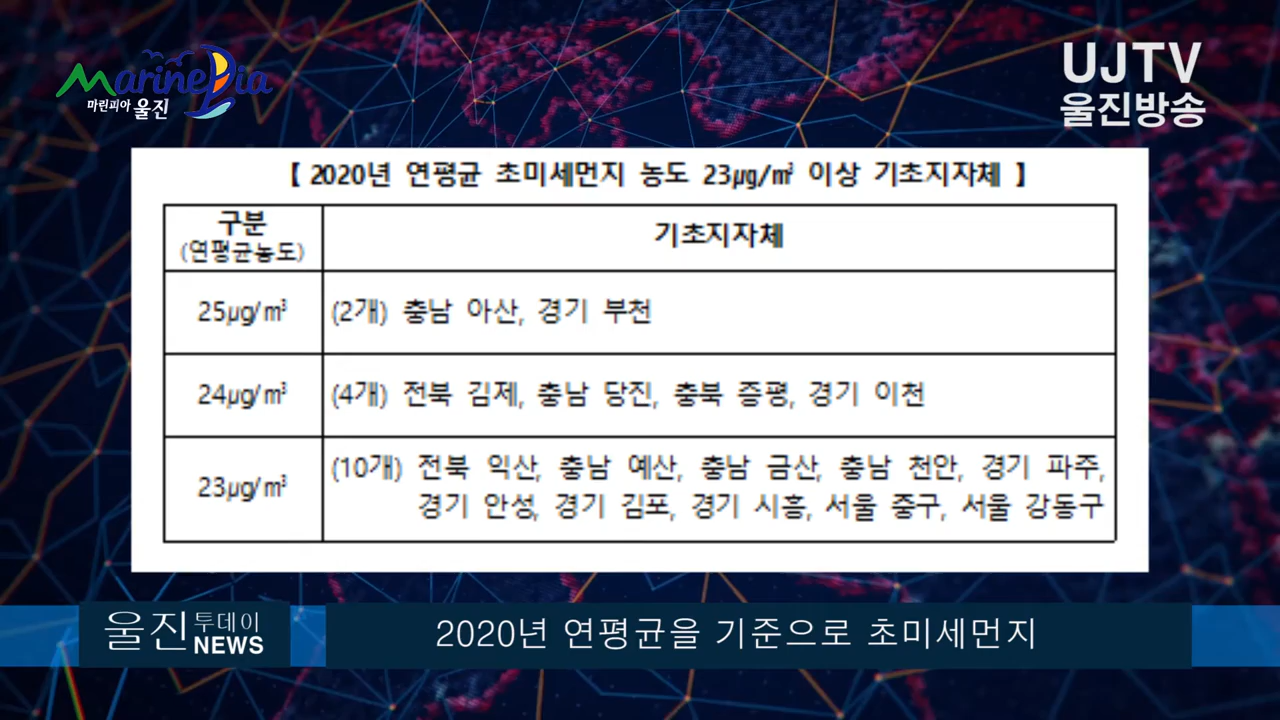 MarinePia
마린피아 울진
UJTV
울진방송
【 2020년 연평균 초미세먼지 농도 23㎍/㎥ 이상 기초지자체 】
구분
(연평균농도)
기초지자체
25㎍/㎥
(2개) 충남 아산, 경기 부천
24㎍/㎥
(4개) 전북 김제, 충남 당진, 충북 증평, 경기 이천
23㎍/㎥
(10개) 전북 익산, 충남 예산, 충남 금산, 충남 천안, 경기 파주,
경기 안성, 경기 김포, 경기 시흥, 서울 중구, 서울 강동구
울진 투데이
NEWS
2020년 연평균을 기준으로 초미세먼지